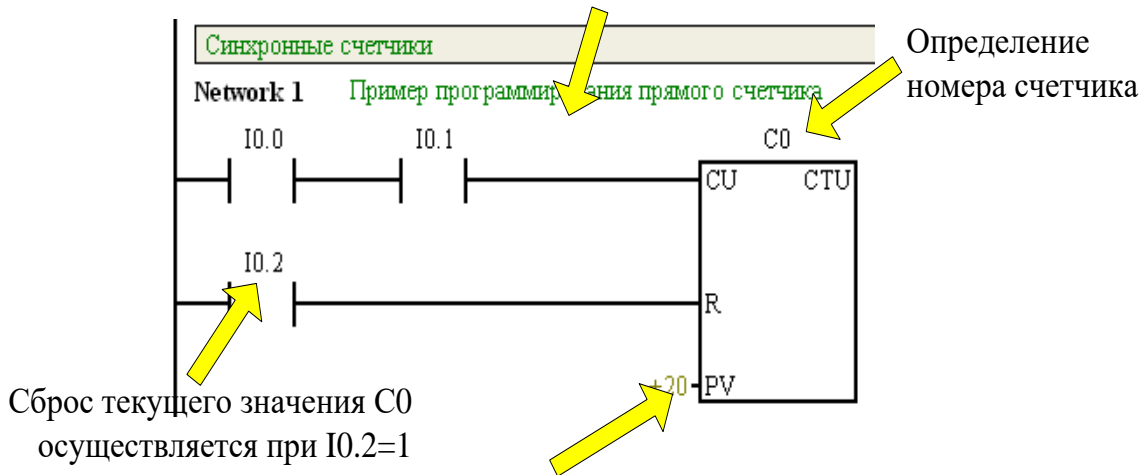 Синхронные счетчики
Определение
номера счетчика
Network 1 Пример программирования прямого счетчика
I0.0 I0.1 C0
CU CTU
I0.2
R
+20 PV
Сброс текущего значения C0
осуществляется при I0.2=1